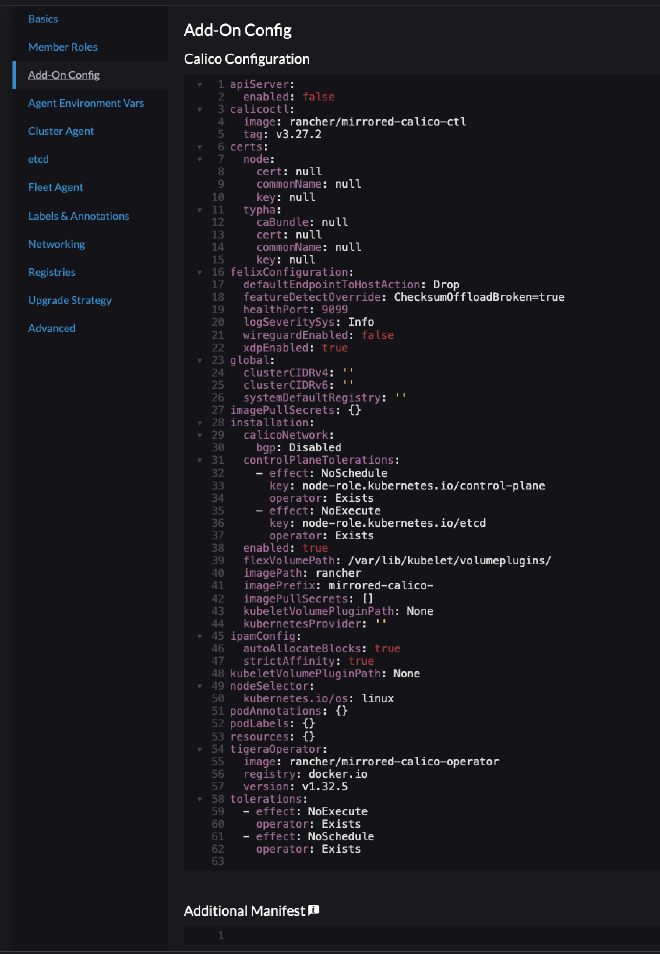 Basics
Member Roles
Add-On Config
Agent Environment Vars
Cluster Agent
etcd
Fleet Agent
Labels & Annotations
Networking
Registries
Upgrade Strategy
Advanced
Add-On Config
Calico Configuration
1 apiServer:
2   enabled: false
3 calicoctl:
4   image: rancher/mirrored-calico-ctl
5   tag: v3.27.2
6 certs:
7   node:
8     cert: null
9     commonName: null
10     key: null
11   typha:
12     caBundle: null
13     cert: null
14     commonName: null
15     key: null
16 felixConfiguration:
17   defaultEndpointToHostAction: Drop
18   featureDetectOverride: ChecksumOffloadBroken=true
19   healthPort: 9099
20   logSeveritySys: Info
21   wireguardEnabled: false
22   xdpEnabled: true
23 global:
24   clusterCIDRv4: ''
25   clusterCIDRv6: ''
26   systemDefaultRegistry: ''
27 imagePullSecrets: {}
28 installation:
29   calicoNetwork:
30     bgp: Disabled
31   controlPlaneTolerations:
32     - effect: NoSchedule
33       key: node-role.kubernetes.io/control-plane
34       operator: Exists
35     - effect: NoExecute
36       key: node-role.kubernetes.io/etcd
37       operator: Exists
38   enabled: true
39   flexVolumePath: /var/lib/kubelet/volumeplugins/
40   imagePath: rancher
41   imagePrefix: mirrored-calico-
42   imagePullSecrets: []
43   kubeletVolumePluginPath: None
44   kubernetesProvider: ''
45 ipamConfig:
46   autoAllocateBlocks: true
47   strictAffinity: true
48 kubeletVolumePluginPath: None
49 nodeSelector:
50   kubernetes.io/os: linux
51 podAnnotations: {}
52 podLabels: {}
53 resources: {}
54 tigeraOperator:
55   image: rancher/mirrored-calico-operator
56   registry: docker.io
57   version: v1.32.5
58 tolerations:
59   - effect: NoExecute
60     operator: Exists
61   - effect: NoSchedule
62     operator: Exists
63
Additional Manifest
1